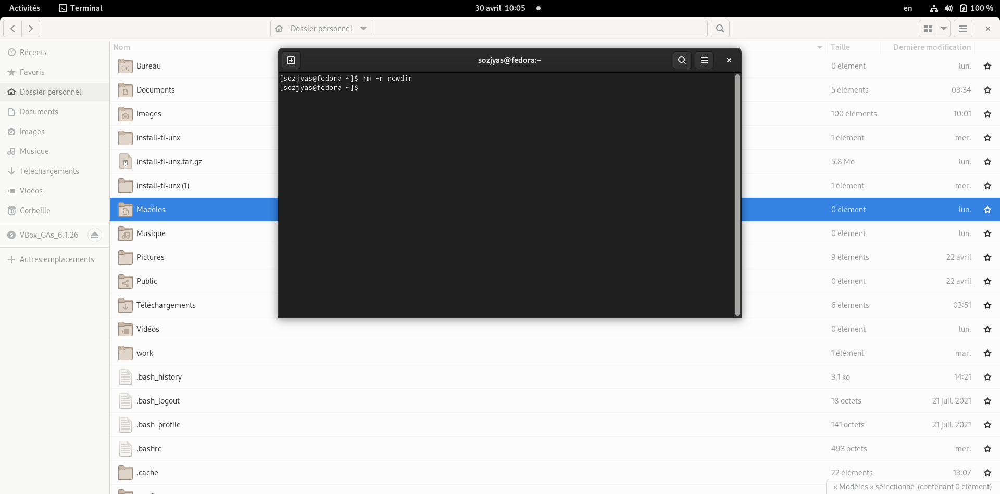 Activités Terminal 30 avril 10:05 en 100 %
Dossier personnel
Nom Taille Dernière modification
Récents
Favoris
Dossier personnel
Documents
Images
Musique
Téléchargements
Vidéos
Corbeille
VBox_GAs_6.1.26
Autres emplacements
sozjyas@fedora:~
[sozjyas@fedora ~]$ rm -r newdir
[sozjyas@fedora ~]$
Bureau 0 élément lun.
Documents 5 éléments 03:34
Images 100 éléments 10:01
install-tl-unx 1 élément mer.
install-tl-unx.tar.gz 5,8 Mo lun.
install-tl-unx (1) 1 élément mer.
Modèles 0 élément lun.
Musique 0 élément lun.
Pictures 9 éléments 22 avril
Public 0 élément 22 avril
Téléchargements 6 éléments 03:51
Vidéos 0 élément lun.
work 1 élément mar.
.bash_history 3,1 ko 14:21
.bash_logout 18 octets 21 juil. 2021
.bash_profile 141 octets 21 juil. 2021
.bashrc 493 octets mer.
.cache 22 éléments 13:07
« Modèles » sélectionné (contenant 0 élément)